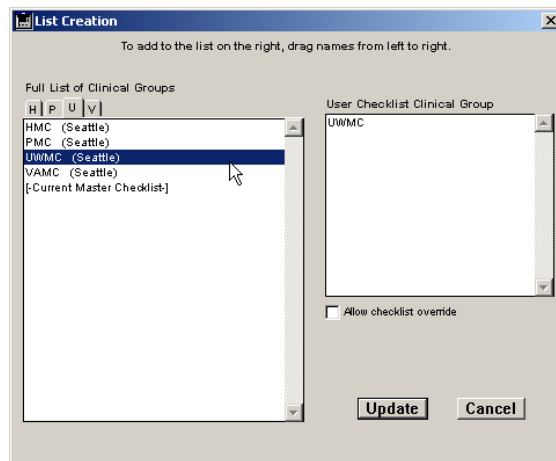 List Creation
To add to the list on the right, drag names from left to right.
Full List of Clinical Groups
H P U V
HMC (Seattle)
PMC (Seattle)
UWMC (Seattle)
VAMC (Seattle)
[-Current Master Checklist-]
User Checklist Clinical Group
UWMC
Allow checklist override
Update Cancel